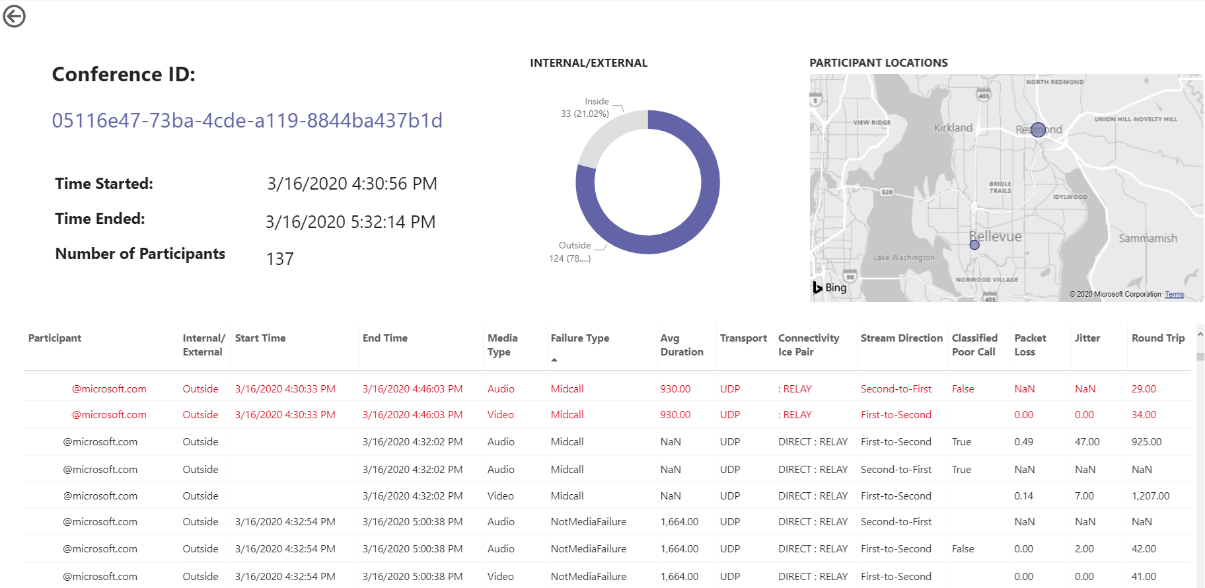 Conference ID:
05116e47-73ba-4cde-a119-8844ba437b1d
Time Started: 3/16/2020 4:30:56 PM
Time Ended: 3/16/2020 5:32:14 PM
Number of Participants 137
INTERNAL/EXTERNAL
Inside
33 (21.02%)
Outside
124 (78....)
PARTICIPANT LOCATIONS
NORTH REDMOND
5
405
VIEW RIDGE
Kirkland
Redmond
UNION HILL-NOVELTY HILL
520
BRIDLE
TRAILS
IDYLWOOD
Bellevue
Sammamish
Lake Washington
90
NORWOOD VILLAGE
405
Bing
© 2020 Microsoft Corporation Terms
Participant Internal/ External Start Time End Time Media Type Failure Type Avg Duration Transport Connectivity Ice Pair Stream Direction Classified Poor Call Packet Loss Jitter Round Trip
@microsoft.com Outside 3/16/2020 4:30:33 PM 3/16/2020 4:46:03 PM Audio Midcall 930.00 UDP : RELAY Second-to-First False NaN NaN 29.00
@microsoft.com Outside 3/16/2020 4:30:33 PM 3/16/2020 4:46:03 PM Video Midcall 930.00 UDP : RELAY First-to-Second 0.00 0.00 34.00
@microsoft.com Outside 3/16/2020 4:32:02 PM Audio Midcall NaN UDP DIRECT : RELAY First-to-Second True 0.49 47.00 925.00
@microsoft.com Outside 3/16/2020 4:32:02 PM Audio Midcall NaN UDP DIRECT : RELAY Second-to-First True NaN NaN NaN
@microsoft.com Outside 3/16/2020 4:32:02 PM Video Midcall NaN UDP DIRECT : RELAY First-to-Second 0.14 7.00 1,207.00
@microsoft.com Outside 3/16/2020 4:32:54 PM 3/16/2020 5:00:38 PM Audio NotMediaFailure 1,664.00 UDP DIRECT : RELAY Second-to-First NaN NaN NaN
@microsoft.com Outside 3/16/2020 4:32:54 PM 3/16/2020 5:00:38 PM Audio NotMediaFailure 1,664.00 UDP DIRECT : RELAY First-to-Second False 0.00 2.00 42.00
@microsoft.com Outside 3/16/2020 4:32:54 PM 3/16/2020 5:00:38 PM Video NotMediaFailure 1,664.00 UDP DIRECT : RELAY First-to-Second 0.00 0.00 41.00